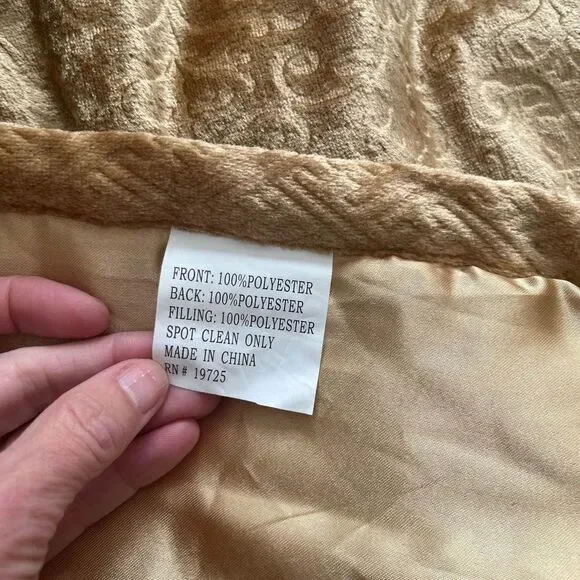 FRONT: 100%POLYESTER
BACK: 100%POLYESTER
FILLING: 100%POLYESTER
SPOT CLEAN ONLY
MADE IN CHINA
RN# 19725